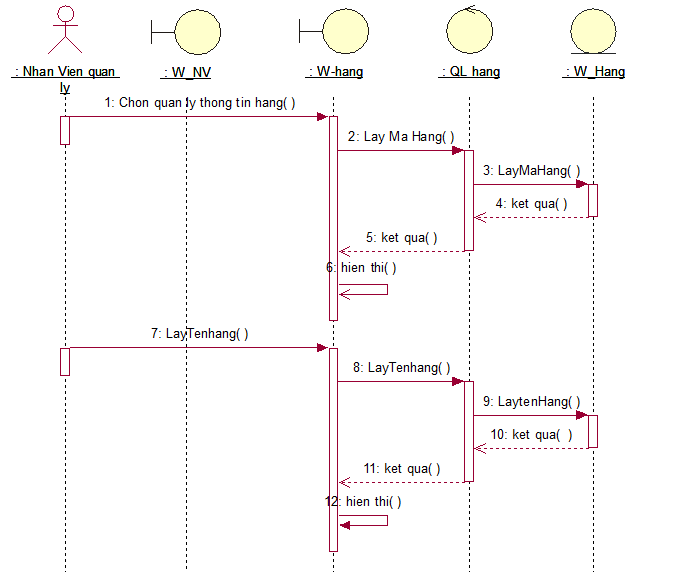 : Nhan Vien quan
ly
: W_NV
: W-hang
: QL hang
: W_Hang
1: Chon quan ly thong tin hang( )
2: Lay Ma Hang( )
3: LayMaHang( )
4: ket qua( )
5: ket qua( )
6: hien thi( )
7: LayTenhang( )
8: LayTenhang( )
9: LaytenHang( )
10: ket qua(  )
11: ket qua( )
12: hien thi( )